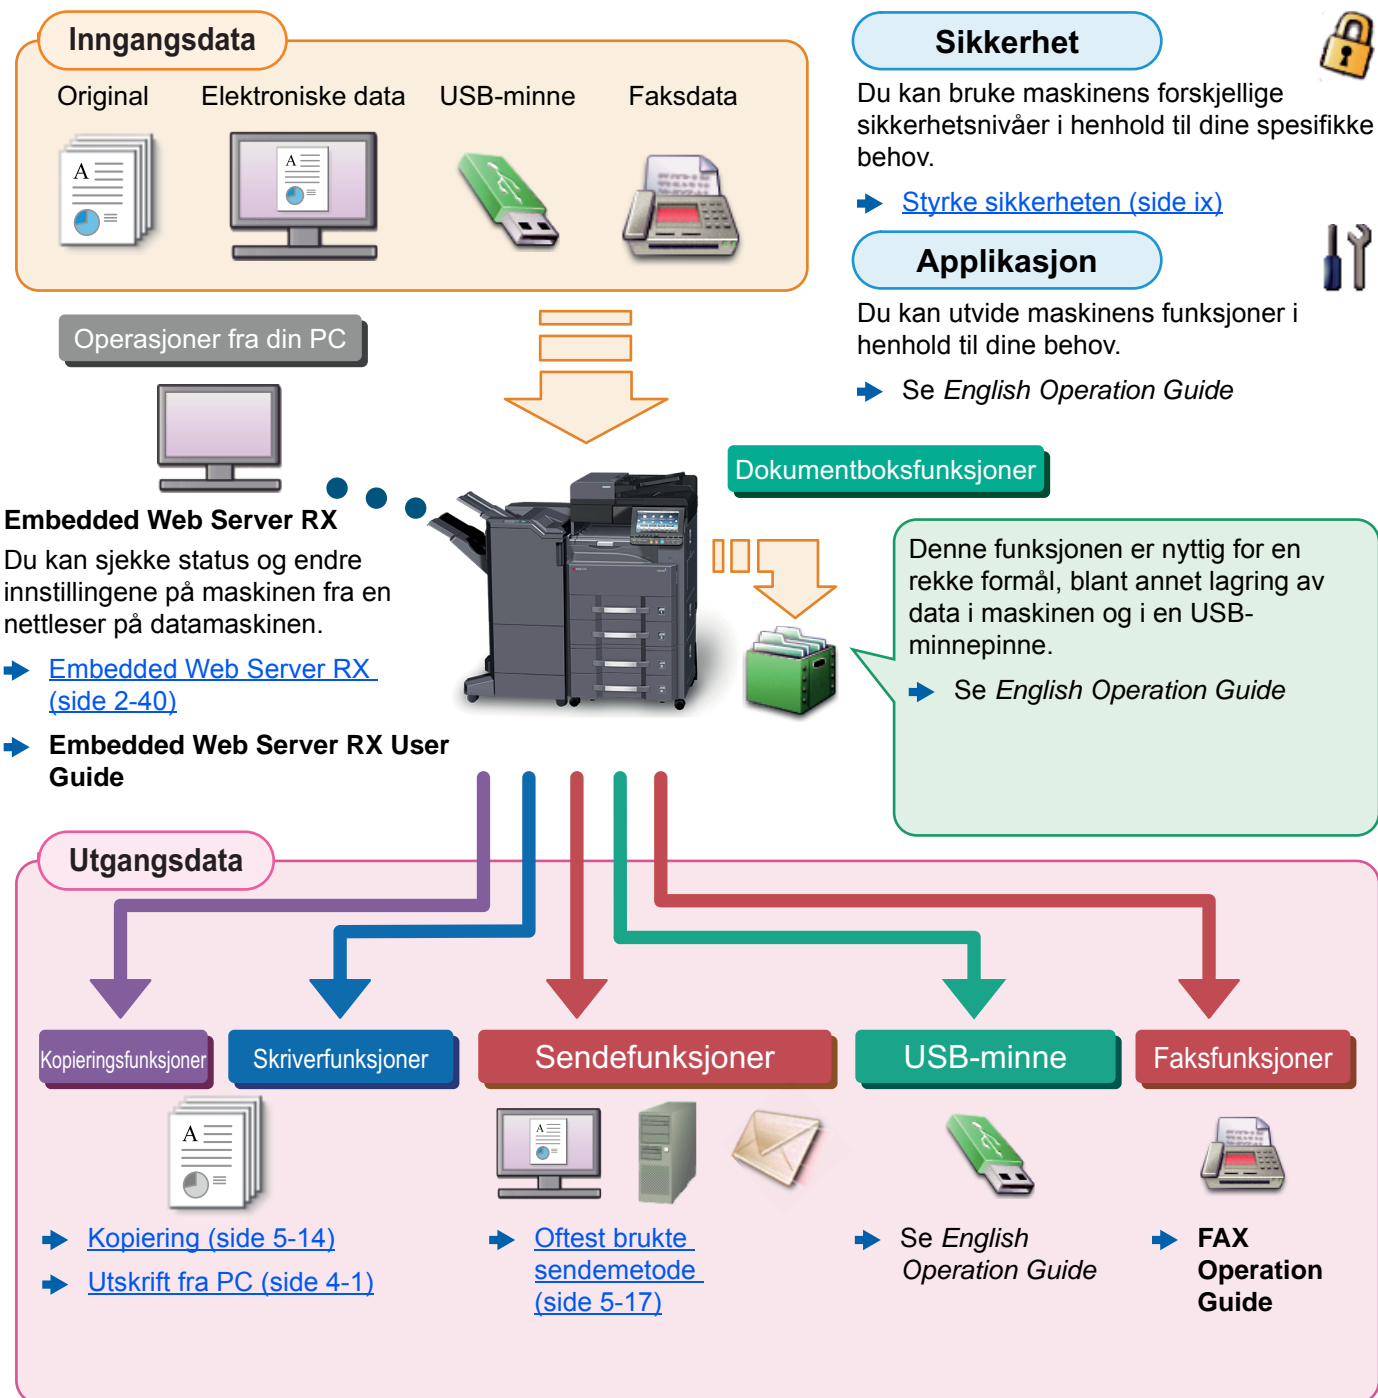 Inngangsdata
Original
Elektroniske data
USB-minne
Faksdata
Sikkerhet
Du kan bruke maskinens forskjellige
sikkerhetsnivåer i henhold til dine spesifikke
behov.
Styrke sikkerheten (side ix)
Applikasjon
Du kan utvide maskinens funksjoner i
henhold til dine behov.
Se English Operation Guide
Operasjoner fra din PC
Embedded Web Server RX
Du kan sjekke status og endre
innstillingene på maskinen fra en
nettleser på datamaskinen.
Embedded Web Server RX
(side 2-40)
Embedded Web Server RX User
Guide
Dokumentboksfunksjoner
Denne funksjonen er nyttig for en
rekke formål, blant annet lagring av
data i maskinen og i en USB-
minnepinne.
Se English Operation Guide
Utgangsdata
Kopieringsfunksjoner
Skriverfunksjoner
Sendefunksjoner
USB-minne
Faksfunksjoner
Kopiering (side 5-14)
Utskrift fra PC (side 4-1)
Oftest brukte
sendemetode
(side 5-17)
Se English
Operation Guide
FAX
Operation
Guide